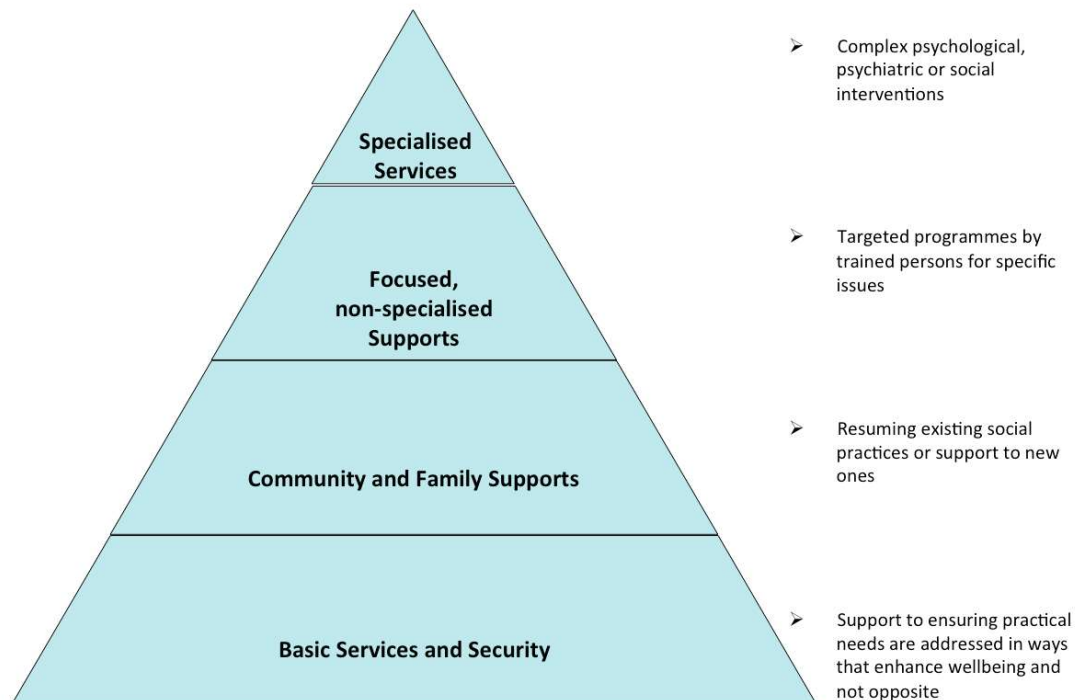 Specialised
Services
➢ Complex psychological,
psychiatric or social
interventions
Focused,
non-specialised
Supports
➢ Targeted programmes by
trained persons for specific
issues
Community and Family Supports
➢ Resuming existing social
practices or support to new
ones
Basic Services and Security
➢ Support to ensuring practical
needs are addressed in ways
that enhance wellbeing and
not opposite